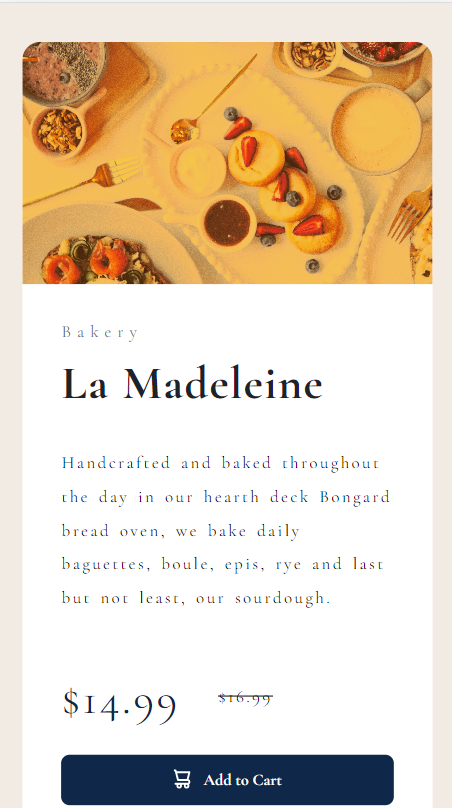 Bakery
La Madeleine
Handcrafted and baked throughout
the day in our hearth deck Bongard
bread oven, we bake daily
baguettes, boule, epis, rye and last
but not least, our sourdough.
$14.99 $16.99
Add to Cart